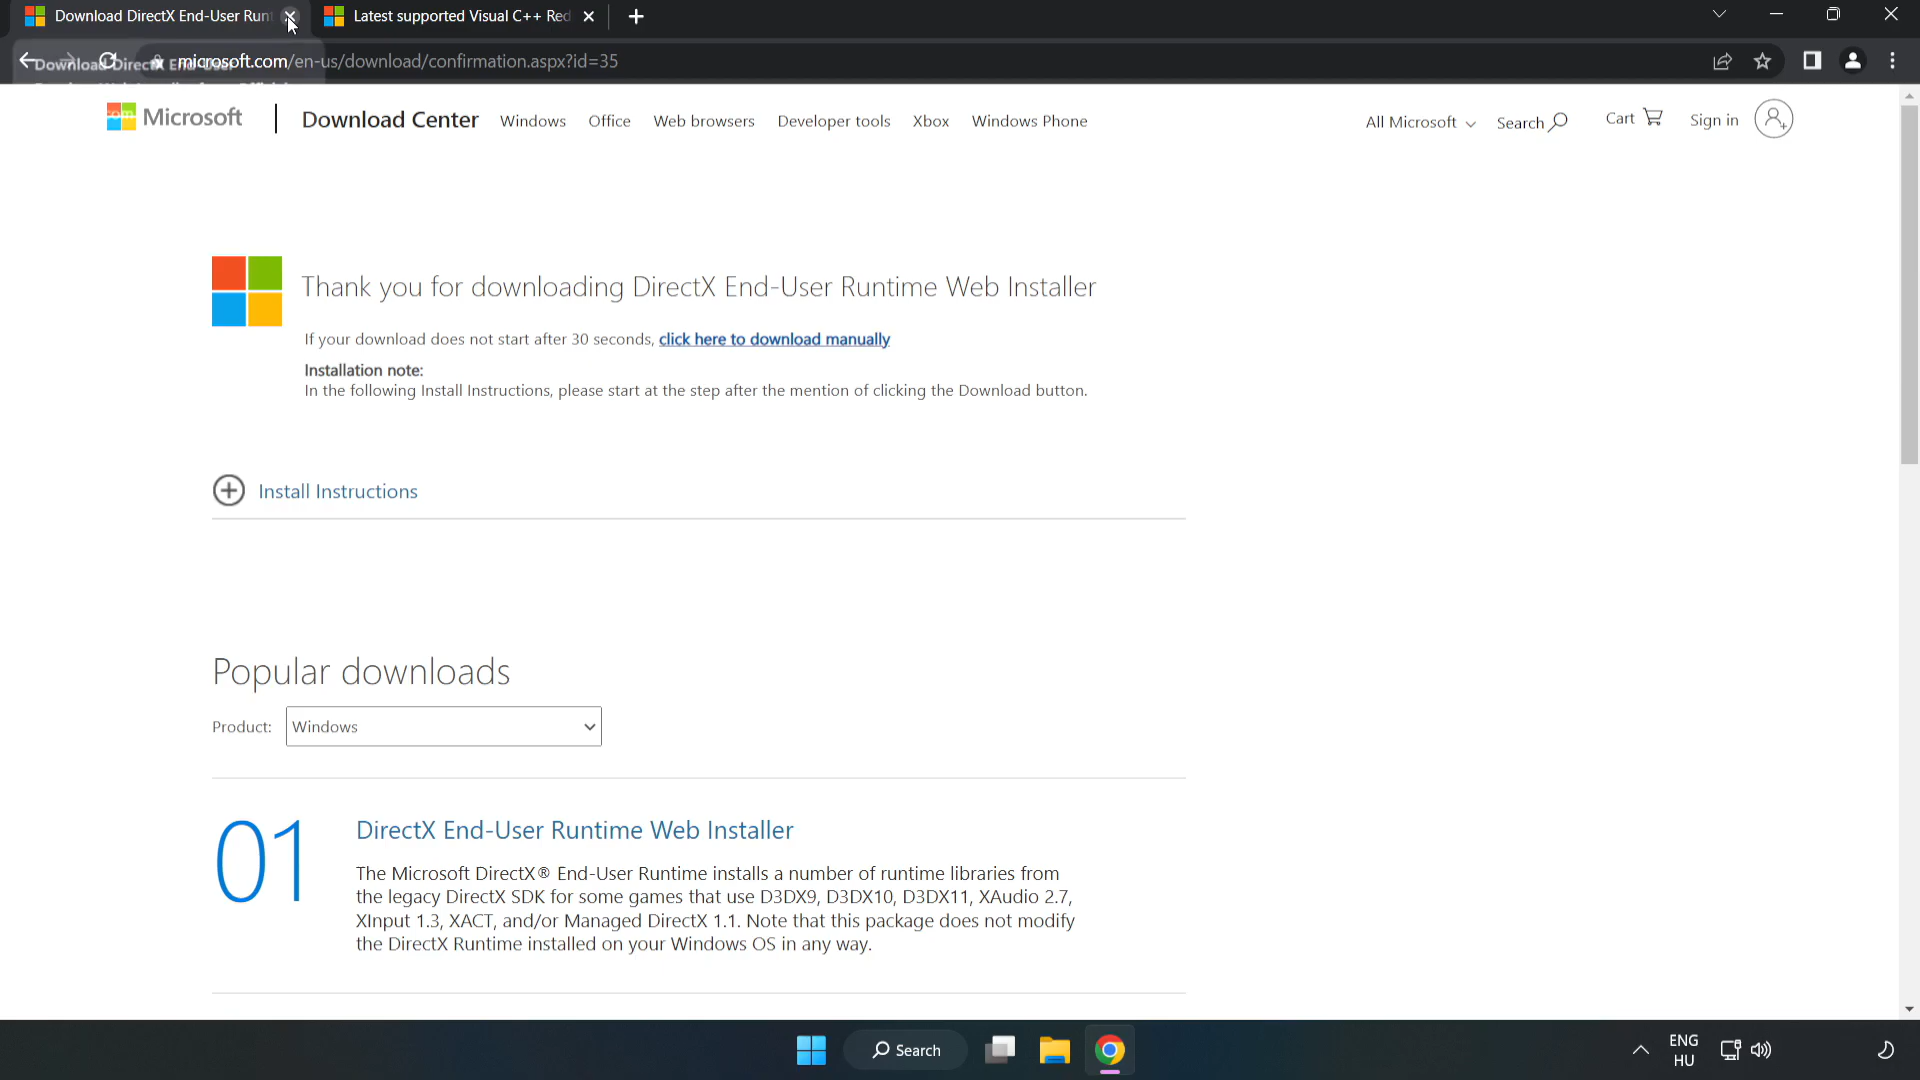 Download DirectX End-User Runt
Latest supported Visual C++ Red
microsoft.com/en-us/download/confirmation.aspx?id=35
Download DirectX End-User
Microsoft
Download Center
Windows
Office
Web browsers
Developer tools
Xbox
Windows Phone
All Microsoft
Search
Cart
Sign in
Thank you for downloading DirectX End-User Runtime Web Installer
If your download does not start after 30 seconds, click here to download manually
Installation note:
In the following Install Instructions, please start at the step after the mention of clicking the Download button.
Install Instructions
Popular downloads
Product:
Windows
01
DirectX End-User Runtime Web Installer
The Microsoft DirectX® End-User Runtime installs a number of runtime libraries from
the legacy DirectX SDK for some games that use D3DX9, D3DX10, D3DX11, XAudio 2.7,
XInput 1.3, XACT, and/or Managed DirectX 1.1. Note that this package does not modify
the DirectX Runtime installed on your Windows OS in any way.
Search
ENG
HU